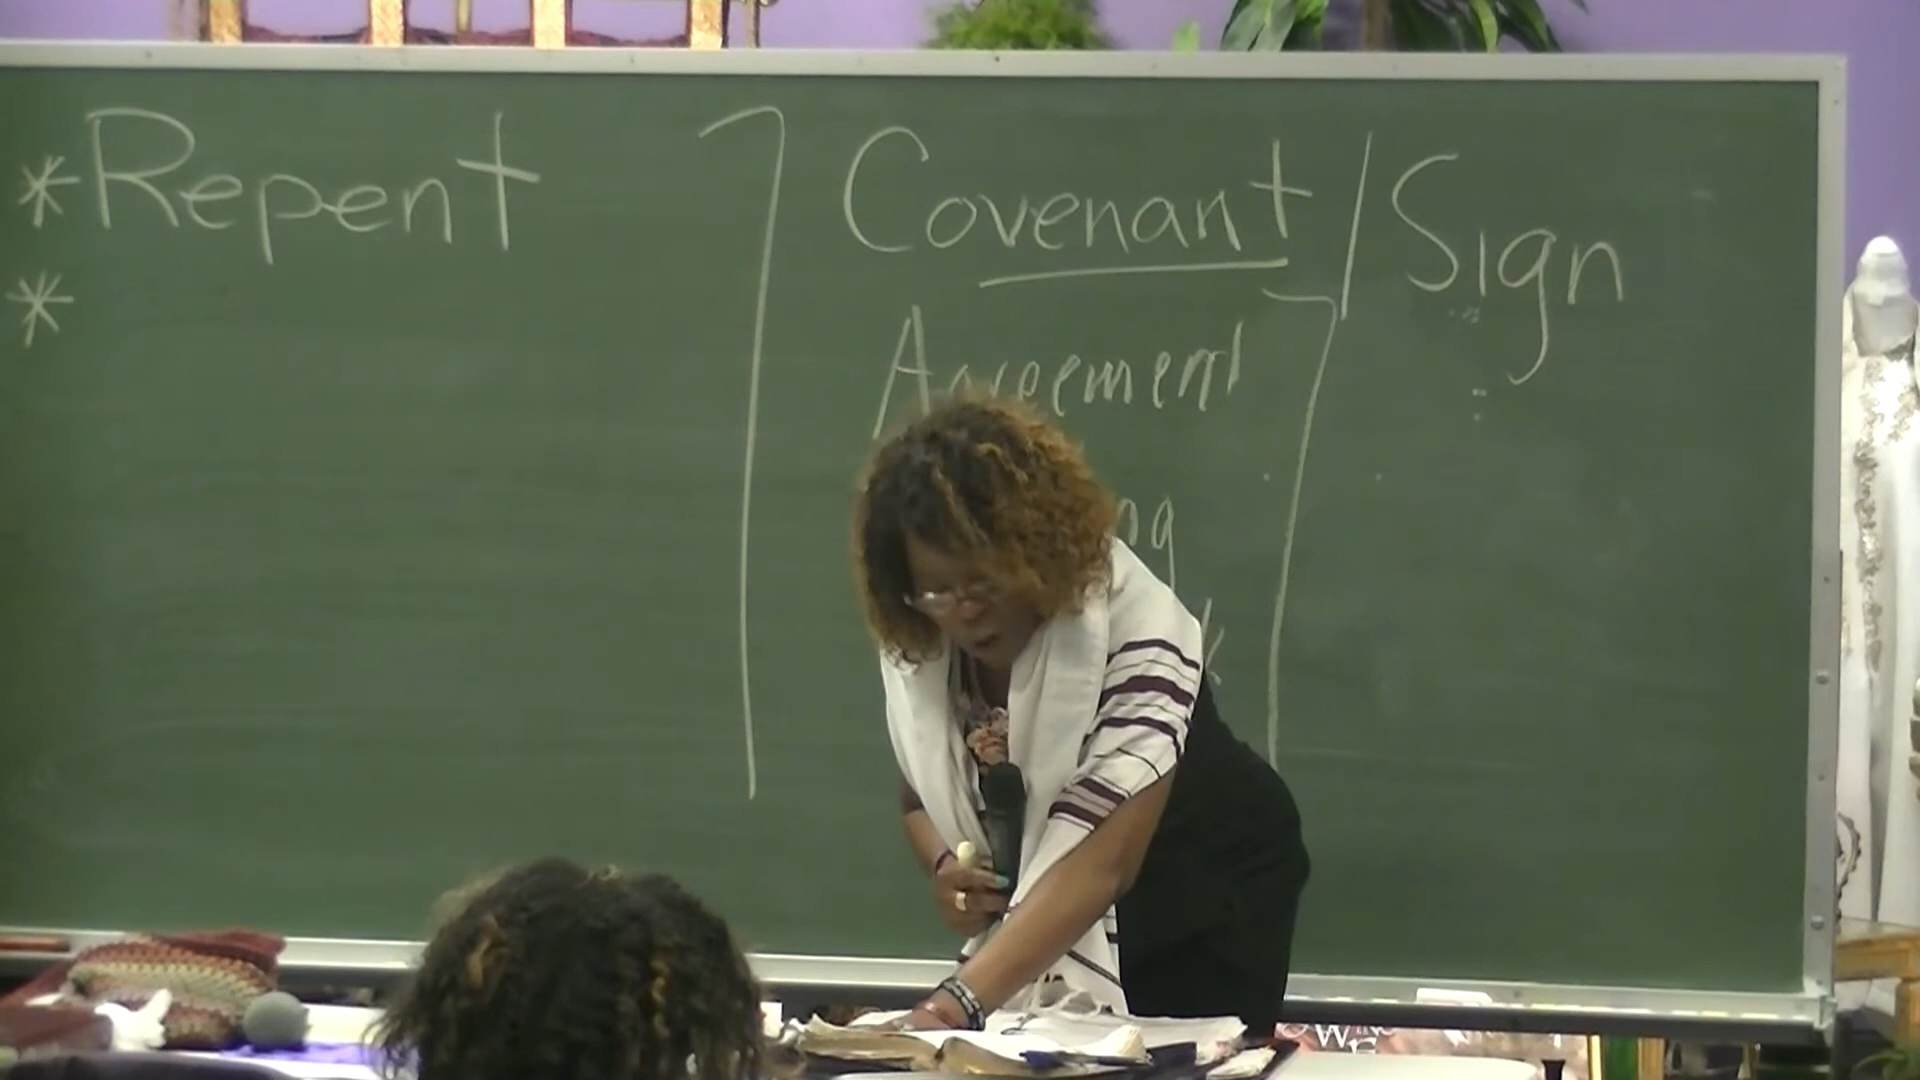 * Repent
*
Covenant / Sign
Agreement